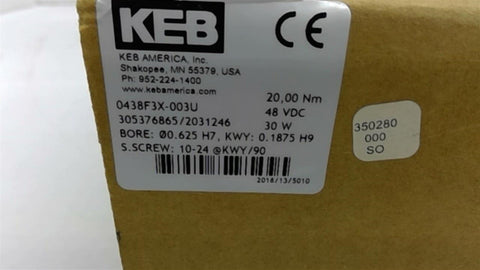 KEB
CE
KEB AMERICA, Inc.
Shakopee, MN 55379, USA
Ph: 952-224-1400
www.kebamerica.com
0438F3X-003U 20,00 Nm
305376865/2031246 48 VDC
30 W
BORE: Ø0.625 H7, KWY: 0.1875 H9
S.SCREW: 10-24 @KWY/90
2014/13/5010
350280
000
SO